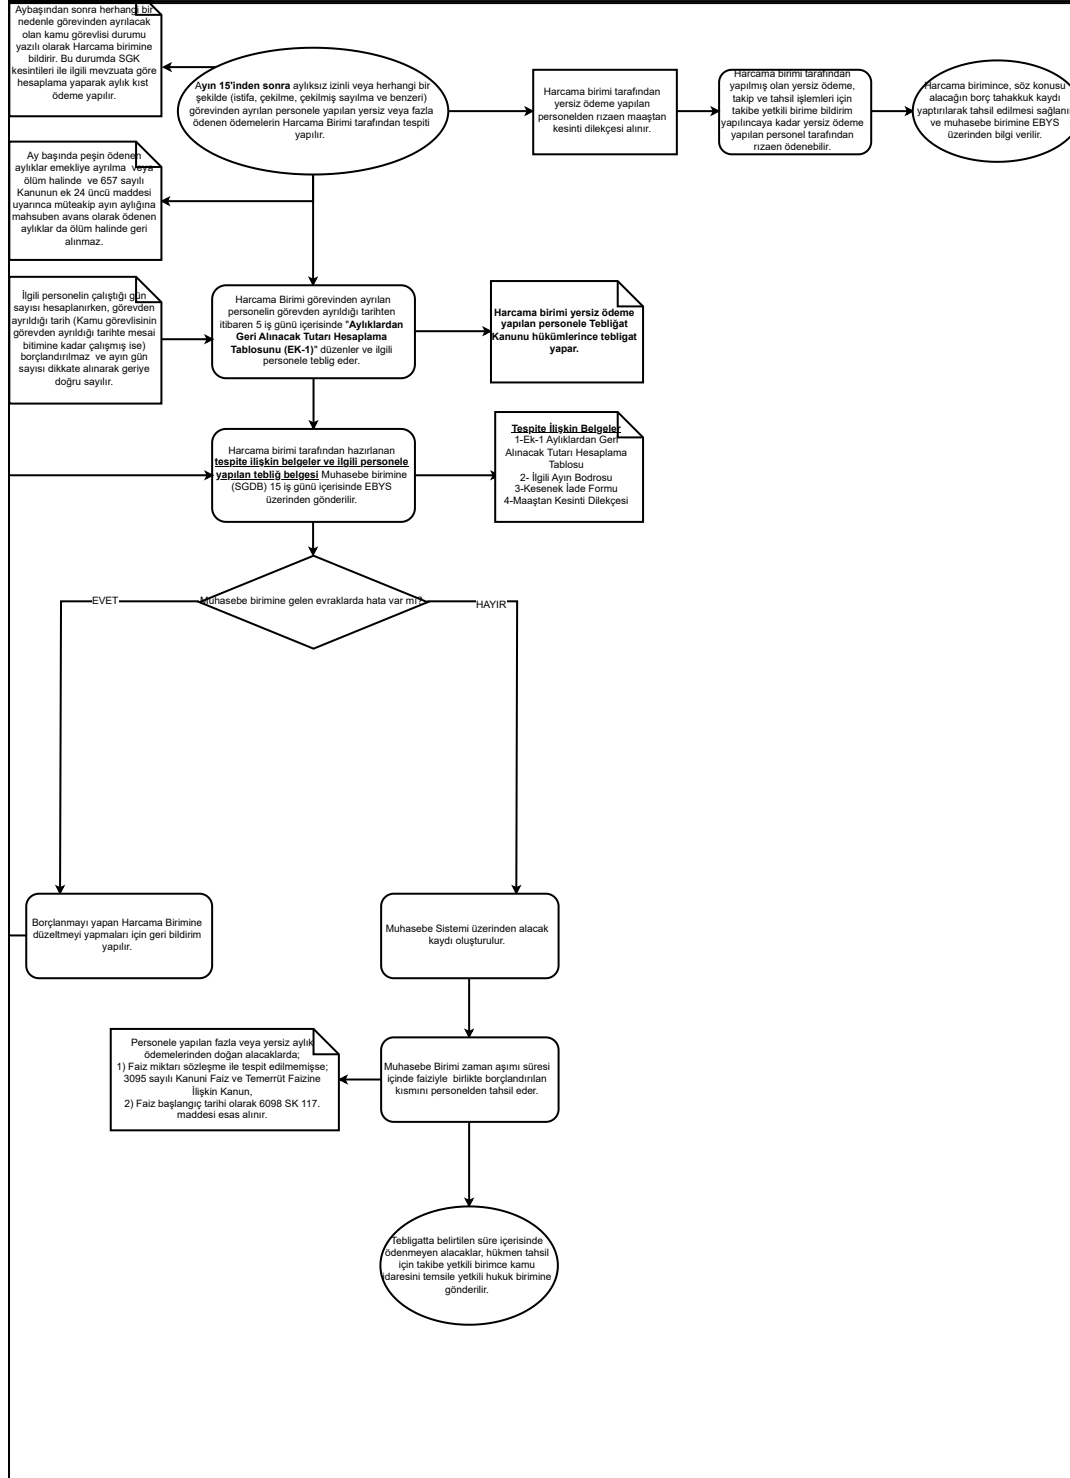 Aybaşından sonra herhangi bir
nedenle görevinden ayrılacak
olan kamu görevlisi durumu
yazılı olarak Harcama birimine
bildirir. Bu durumda SGK
kesintileri ile ilgili mevzuata göre
hesaplama yaparak aylık kıst
ödeme yapılır.
Ayın 15'inden sonra aylıksız izinli veya herhangi bir
şekilde (istifa, çekilme, çekilmiş sayılma ve benzeri)
görevinden ayrılan personele yapılan yersiz veya fazla
ödenen ödemelerin Harcama Birimi tarafından tespiti
yapılır.
Harcama birimi tarafından
yersiz ödeme yapılan
personelden rızaen maaştan
kesinti dilekçesi alınır.
Harcama birimi tarafından
yapılmış olan yersiz ödeme,
takip ve tahsil işlemleri için
takibe yetkili birime bildirim
yapılıncaya kadar yersiz ödeme
yapılan personel tarafından
rızaen ödenebilir.
Harcama birimince, söz konusu
alacağın borç tahakkuk kaydı
yaptırılarak tahsil edilmesi sağlanır
ve muhasebe birimine EBYS
üzerinden bilgi verilir.
Ay başında peşin ödenen
aylıklar emekliye ayrılma veya
ölüm halinde ve 657 sayılı
Kanunun ek 24 üncü maddesi
uyarınca müteakip ayın aylığına
mahsuben avans olarak ödenen
aylıklar da ölüm halinde geri
alınmaz.
İlgili personelin çalıştığı gün
sayısı hesaplanırken, görevden
ayrıldığı tarih (Kamu görevlisinin
görevden ayrıldığı tarihte mesai
bitimine kadar çalışmış ise)
borçlandırılmaz ve ayın gün
sayısı dikkate alınarak geriye
doğru sayılır.
Harcama Birimi görevinden ayrılan
personelin görevden ayrıldığı tarihten
itibaren 5 iş günü içerisinde "Aylıklardan
Geri Alınacak Tutarı Hesaplama
Tablosunu (EK-1)" düzenler ve ilgili
personele teblig eder.
Harcama birimi yersiz ödeme
yapılan personele Tebliğat
Kanunu hükümlerince tebligat
yapar.
Harcama birimi tarafından hazırlanan
tespite ilişkin belgeler ve ilgili personele
yapılan tebliğ belgesi Muhasebe birimine
(SGDB) 15 iş günü içerisinde EBYS
üzerinden gönderilir.
Tespite İlişkin Belgeler
1-Ek-1 Aylıklardan Geri
Alınacak Tutarı Hesaplama
Tablosu
2- İlgili Ayın Bodrosu
3-Kesenek İade Formu
4-Maaştan Kesinti Dilekçesi
Muhasebe birimine gelen evraklarda hata var mı?
EVET
HAYIR
Borçlanmayı yapan Harcama Birimine
düzeltmeyi yapmaları için geri bildirim
yapılır.
Muhasebe Sistemi üzerinden alacak
kaydı oluşturulur.
Personele yapılan fazla veya yersiz aylık
ödemelerinden doğan alacaklarda;
1) Faiz miktarı sözleşme ile tespit edilmemişse;
3095 sayılı Kanuni Faiz ve Temerrüt Faizine
İlişkin Kanun,
2) Faiz başlangıç tarihi olarak 6098 SK 117.
maddesi esas alınır.
Muhasebe Birimi zaman aşımı süresi
içinde faiziyle birlikte borçlandırılan
kısmını personelden tahsil eder.
Tebligatta belirtilen süre içerisinde
ödenmeyen alacaklar, hükmen tahsil
için takibe yetkili birimce kamu
idaresini temsile yetkili hukuk birimine
gönderilir.